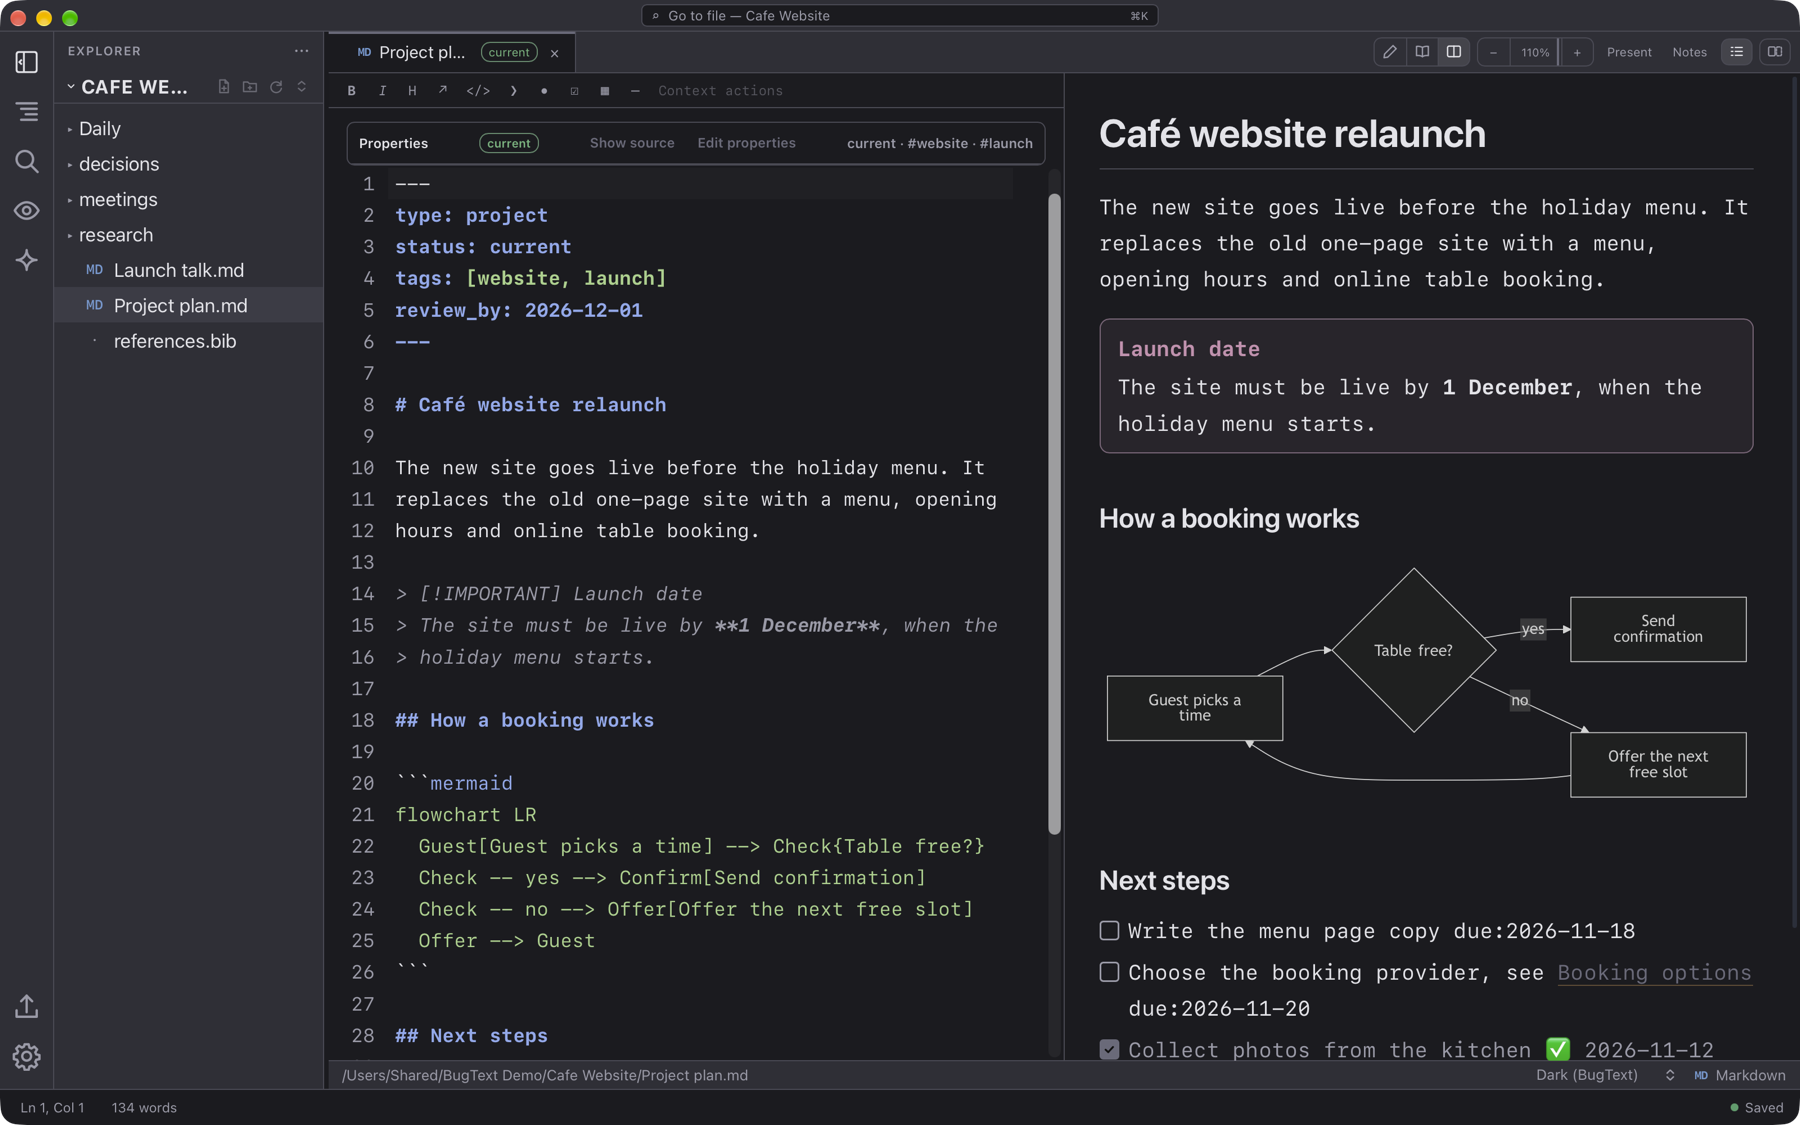 Go to file — Cafe Website
⌘K
EXPLORER
CAFE WE...
Daily
decisions
meetings
research
MD Launch talk.md
MD Project plan.md
references.bib
MD Project pl... current ×
− 110% +
Present
Notes
B I H ↗ </> ❯ Context actions
Properties current Show source Edit properties current · #website · #launch
1 ---
2 type: project
3 status: current
4 tags: [website, launch]
5 review_by: 2026-12-01
6 ---
7
8 # Café website relaunch
9
10 The new site goes live before the holiday menu. It
11 replaces the old one-page site with a menu, opening
12 hours and online table booking.
13
14 > [!IMPORTANT] Launch date
15 > The site must be live by **1 December**, when the
16 > holiday menu starts.
17
18 ## How a booking works
19
20 ```mermaid
21 flowchart LR
22 Guest[Guest picks a time] --> Check{Table free?}
23 Check -- yes --> Confirm[Send confirmation]
24 Check -- no --> Offer[Offer the next free slot]
25 Offer --> Guest
26 ```
27
28 ## Next steps
Café website relaunch
The new site goes live before the holiday menu. It
replaces the old one-page site with a menu,
opening hours and online table booking.
Launch date
The site must be live by 1 December, when the
holiday menu starts.
How a booking works
Guest picks a
time
Table free?
yes
no
Send
confirmation
Offer the next
free slot
Next steps
Write the menu page copy due:2026-11-18
Choose the booking provider, see Booking options
due:2026-11-20
Collect photos from the kitchen ✅ 2026-11-12
/Users/Shared/BugText Demo/Cafe Website/Project plan.md
Dark (BugText)
MD Markdown
Ln 1, Col 1
134 words
Saved